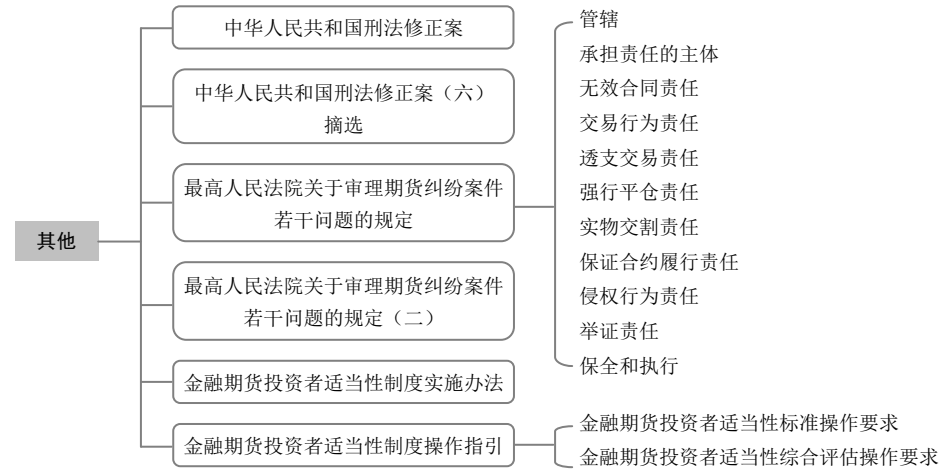 其他
中华人民共和国刑法修正案
中华人民共和国刑法修正案（六）
摘选
最高人民法院关于审理期货纠纷案件
若干问题的规定
最高人民法院关于审理期货纠纷案件
若干问题的规定（二）
金融期货投资者适当性制度实施办法
金融期货投资者适当性制度操作指引
管辖
承担责任的主体
无效合同责任
交易行为责任
透支交易责任
强行平仓责任
实物交割责任
保证合约履行责任
侵权行为责任
举证责任
保全和执行
金融期货投资者适当性标准操作要求
金融期货投资者适当性综合评估操作要求